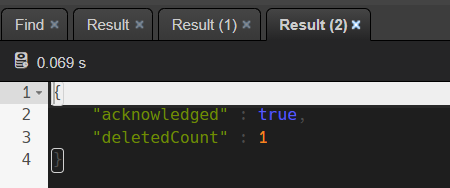 Find × Result × Result (1) × Result (2) ×
0.069 s
1 {
2 "acknowledged" : true,
3 "deletedCount" : 1
4 }